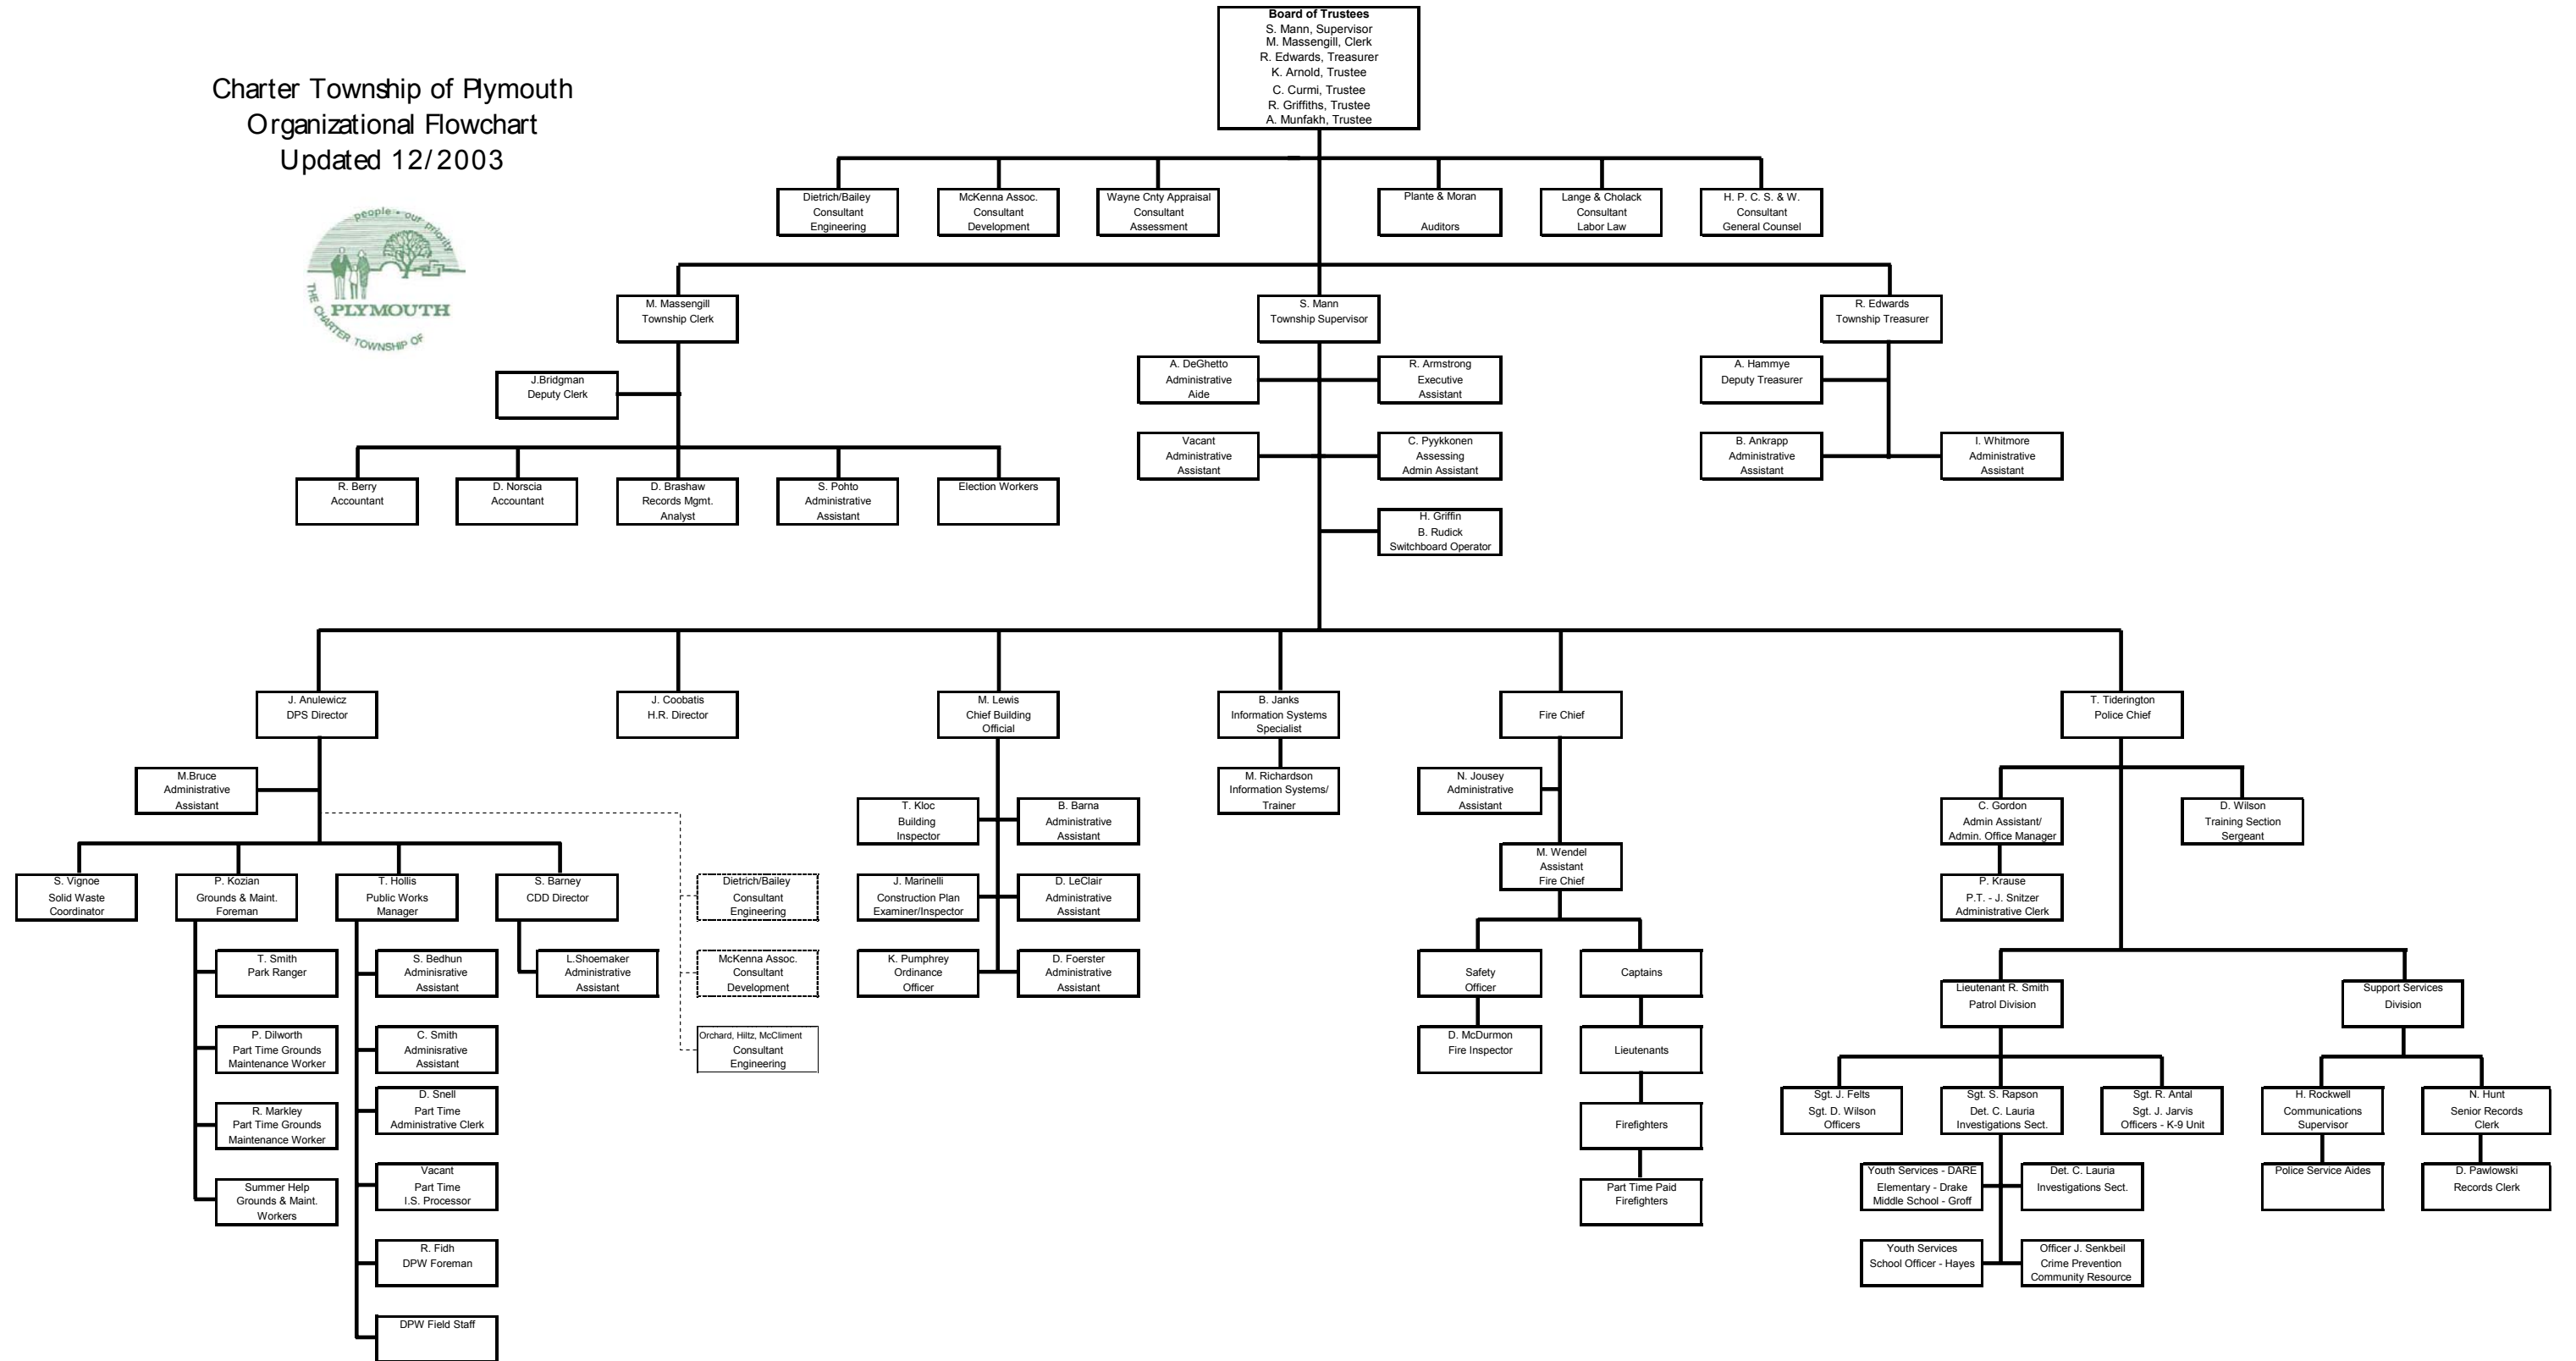 Board of Trustees
S. Mann, Supervisor
M. Massengill, Clerk
R. Edwards, Treasurer
K. Arnold, Trustee
C. Curmi, Trustee
R. Griffiths, Trustee
A. Munfakh, Trustee
Charter Township of Plymouth
Organizational Flowchart
Updated 12/2003
people • our priority
PLYMOUTH
THE CHARTER TOWNSHIP OF
Dietrich/Bailey
Consultant
Engineering
McKenna Assoc.
Consultant
Development
Wayne Cnty Appraisal
Consultant
Assessment
Plante & Moran
Auditors
Lange & Cholack
Consultant
Labor Law
H. P. C. S. & W.
Consultant
General Counsel
M. Massengill
Township Clerk
S. Mann
Township Supervisor
R. Edwards
Township Treasurer
J.Bridgman
Deputy Clerk
A. DeGhetto
Administrative
Aide
R. Armstrong
Executive
Assistant
A. Hammye
Deputy Treasurer
Vacant
Administrative
Assistant
C. Pyykkonen
Assessing
Admin Assistant
B. Ankrapp
Administrative
Assistant
I. Whitmore
Administrative
Assistant
R. Berry
Accountant
D. Norscia
Accountant
D. Brashaw
Records Mgmt.
Analyst
S. Pohto
Administrative
Assistant
Election Workers
H. Griffin
B. Rudick
Switchboard Operator
J. Anulewicz
DPS Director
J. Coobatis
H.R. Director
M. Lewis
Chief Building
Official
B. Janks
Information Systems
Specialist
Fire Chief
T. Tiderington
Police Chief
M.Bruce
Administrative
Assistant
M. Richardson
Information Systems/
Trainer
N. Jousey
Administrative
Assistant
T. Kloc
Building
Inspector
B. Barna
Administrative
Assistant
C. Gordon
Admin Assistant/
Admin. Office Manager
D. Wilson
Training Section
Sergeant
M. Wendel
Assistant
Fire Chief
S. Vignoe
Solid Waste
Coordinator
P. Kozian
Grounds & Maint.
Foreman
T. Hollis
Public Works
Manager
S. Barney
CDD Director
Dietrich/Bailey
Consultant
Engineering
J. Marinelli
Construction Plan
Examiner/Inspector
D. LeClair
Administrative
Assistant
P. Krause
P.T. - J. Snitzer
Administrative Clerk
T. Smith
Park Ranger
S. Bedhun
Adminisrative
Assistant
L.Shoemaker
Administrative
Assistant
McKenna Assoc.
Consultant
Development
K. Pumphrey
Ordinance
Officer
D. Foerster
Administrative
Assistant
Safety
Officer
Captains
Lieutenant R. Smith
Patrol Division
Support Services
Division
P. Dilworth
Part Time Grounds
Maintenance Worker
C. Smith
Adminisrative
Assistant
Orchard, Hiltz, McCliment
Consultant
Engineering
D. McDurmon
Fire Inspector
Lieutenants
R. Markley
Part Time Grounds
Maintenance Worker
D. Snell
Part Time
Administrative Clerk
Firefighters
Sgt. J. Felts
Sgt. D. Wilson
Officers
Sgt. S. Rapson
Det. C. Lauria
Investigations Sect.
Sgt. R. Antal
Sgt. J. Jarvis
Officers - K-9 Unit
H. Rockwell
Communications
Supervisor
N. Hunt
Senior Records
Clerk
Summer Help
Grounds & Maint.
Workers
Vacant
Part Time
I.S. Processor
Part Time Paid
Firefighters
Youth Services - DARE
Elementary - Drake
Middle School - Groff
Det. C. Lauria
Investigations Sect.
Police Service Aides
D. Pawlowski
Records Clerk
R. Fidh
DPW Foreman
Youth Services
School Officer - Hayes
Officer J. Senkbeil
Crime Prevention
Community Resource
DPW Field Staff